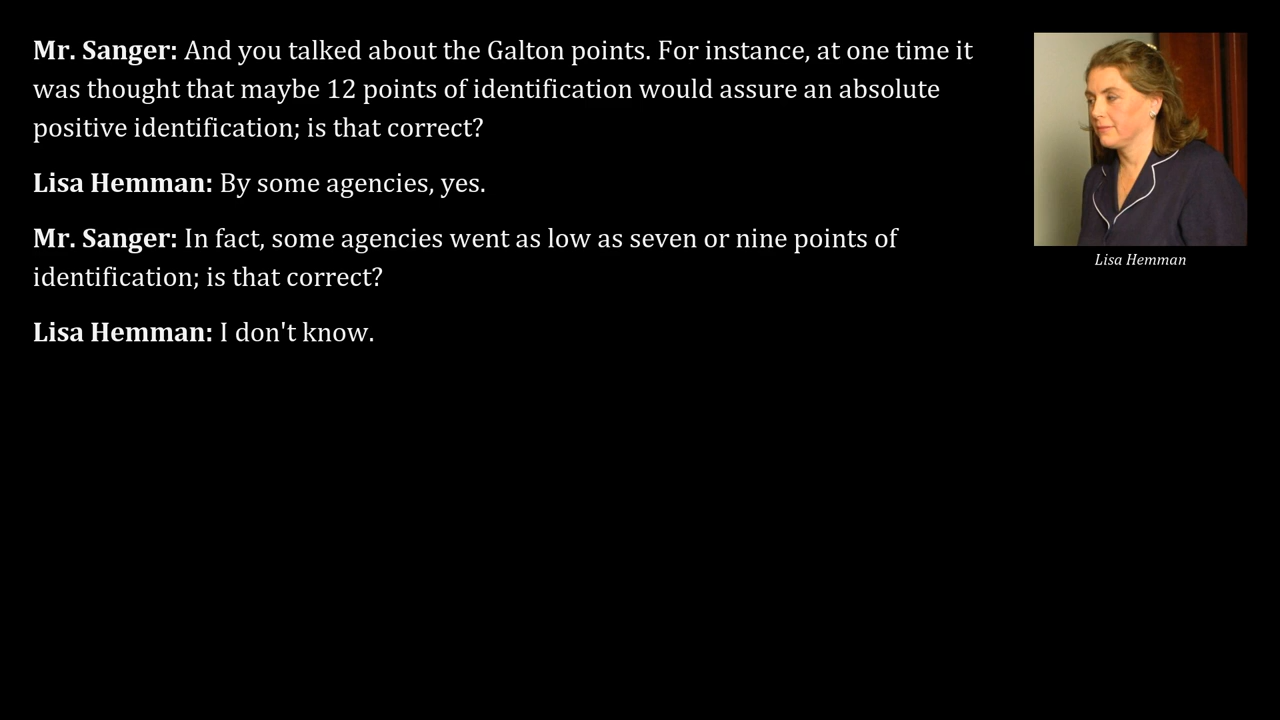 Mr. Sanger: And you talked about the Galton points. For instance, at one time it
was thought that maybe 12 points of identification would assure an absolute
positive identification; is that correct?
Lisa Hemman: By some agencies, yes.
Mr. Sanger: In fact, some agencies went as low as seven or nine points of
identification; is that correct?
Lisa Hemman: I don't know.
Lisa Hemman